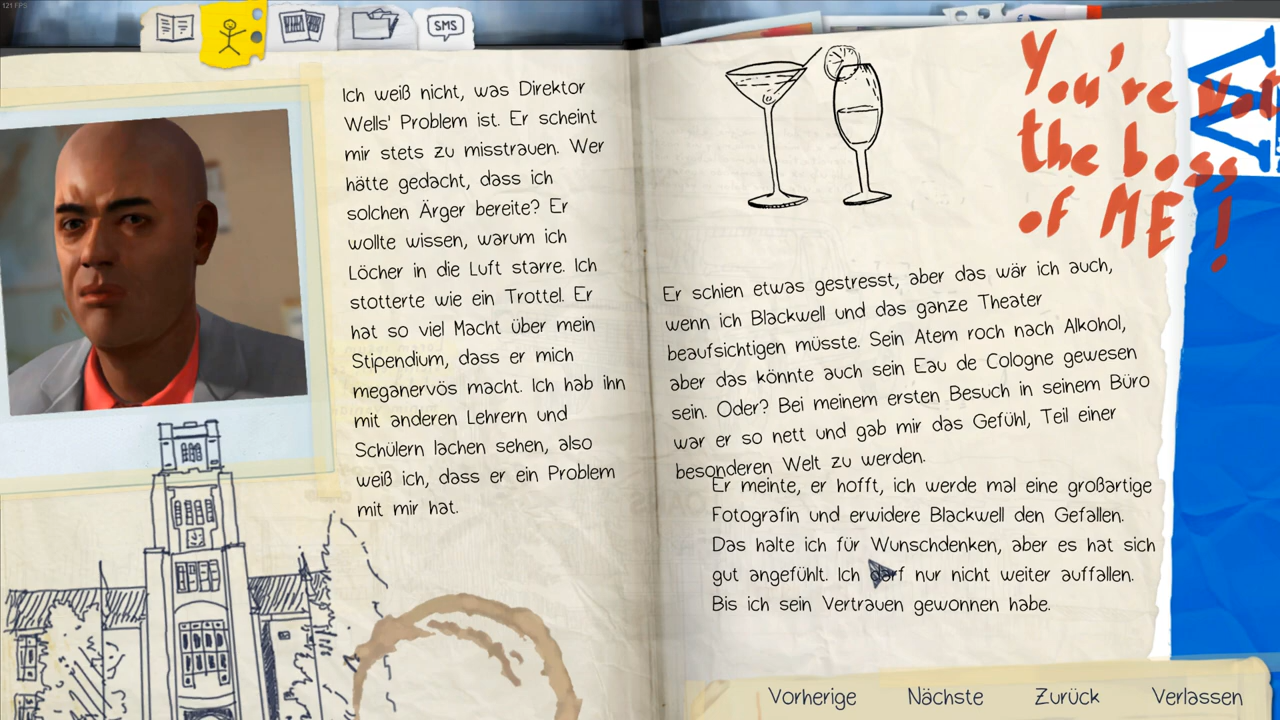 121 FPS
SMS
Ich weiß nicht, was Direktor
Wells' Problem ist. Er scheint
mir stets zu misstrauen. Wer
hätte gedacht, dass ich
solchen Ärger bereite? Er
wollte wissen, warum ich
Löcher in die Luft starre. Ich
stotterte wie ein Trottel. Er
hat so viel Macht über mein
Stipendium, dass er mich
meganervös macht. Ich hab ihn
mit anderen Lehrern und
Schülern lachen sehen, also
weiß ich, dass er ein Problem
mit mir hat.
You're not
the boss
of ME!
W
Er schien etwas gestresst, aber das wär ich auch,
wenn ich Blackwell und das ganze Theater
beaufsichtigen müsste. Sein Atem roch nach Alkohol,
aber das könnte auch sein Eau de Cologne gewesen
sein. Oder? Bei meinem ersten Besuch in seinem Büro
war er so nett und gab mir das Gefühl, Teil einer
besonderen Welt zu werden.
Er meinte, er hofft, ich werde mal eine großartige
Fotografin und erwidere Blackwell den Gefallen.
Das halte ich für Wunschdenken, aber es hat sich
gut angefühlt. Ich darf nur nicht weiter auffallen.
Bis ich sein Vertrauen gewonnen habe.
Vorherige Nächste Zurück Verlassen